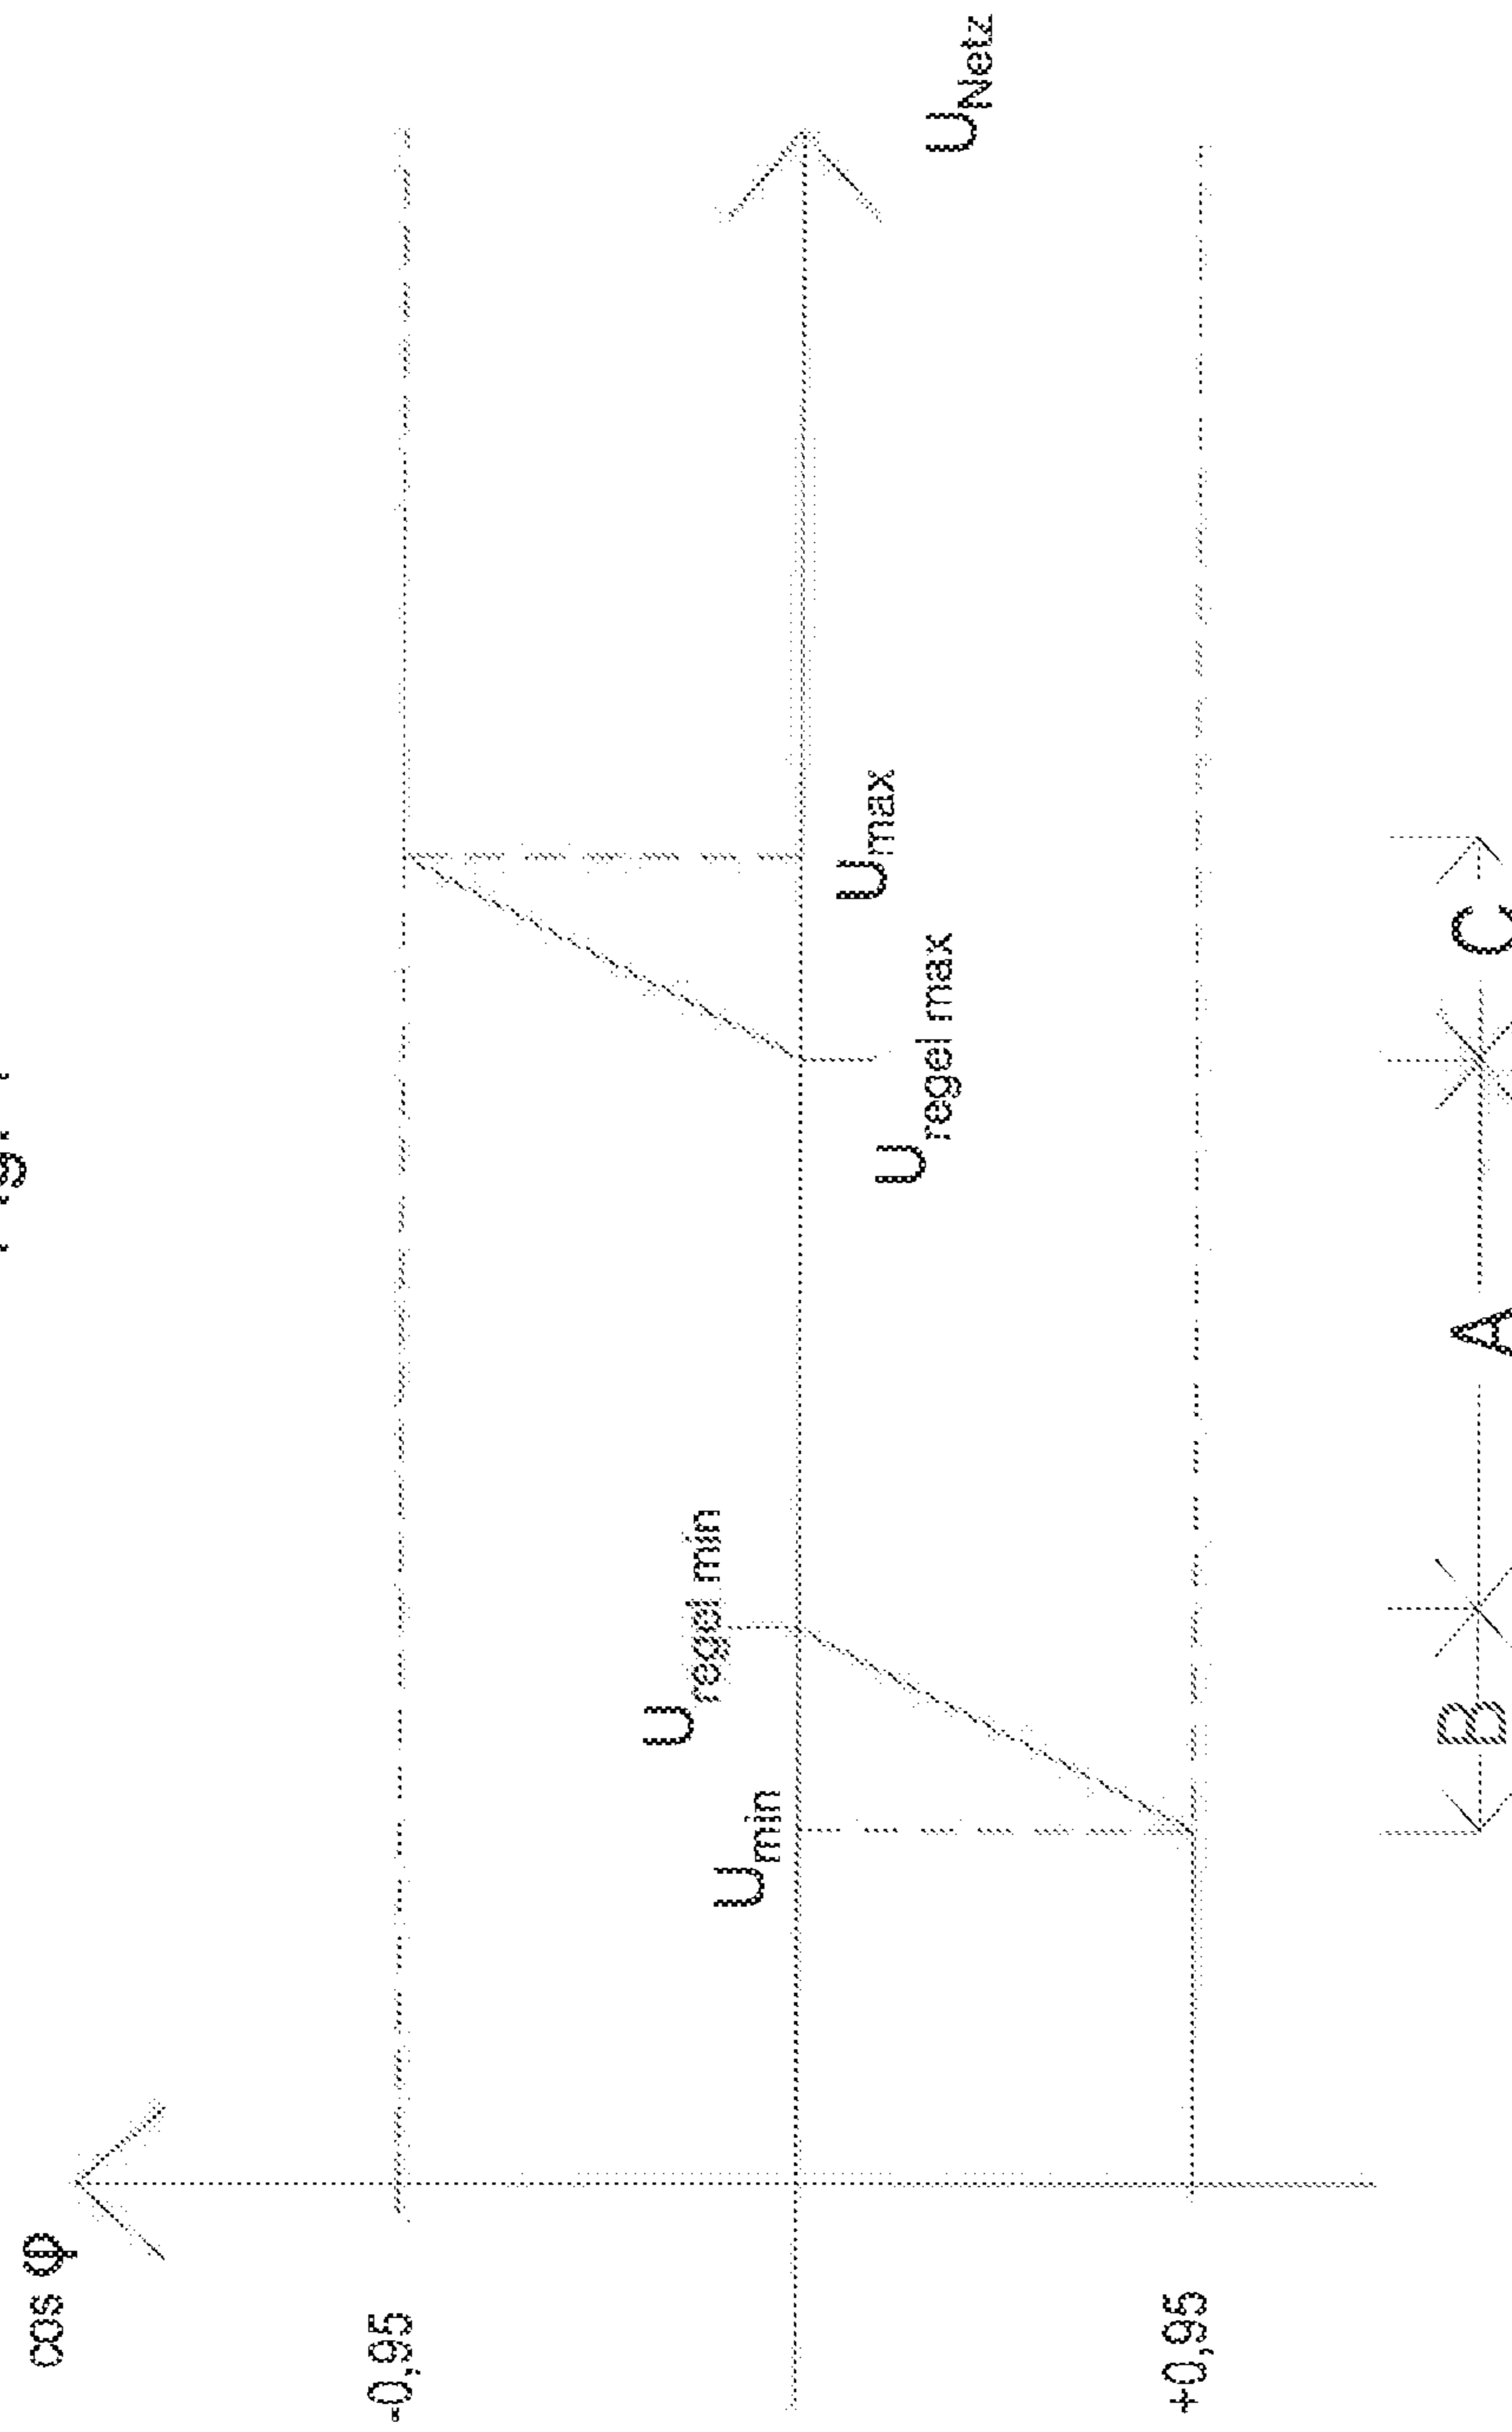 cos φ
-0,95
U_regel min
U_min
U_max
U_regel max
U_Netz
+0,95
B
A
C